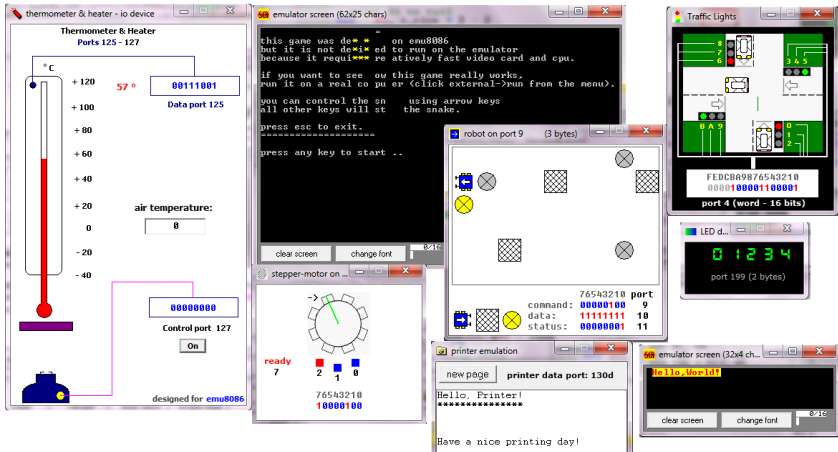 thermometer & heater - io device
Thermometer & Heater
Ports 125 - 127
° C
+ 120
+ 100
+ 80
+ 60
+ 40
+ 20
0
- 20
- 40
57 °
00111001
Data port 125
air temperature:
0
00000000
Control port 127
On
designed for emu8086
emulator screen (62x25 chars)
=
this game was de* * on emu8086
but it is not de*i* ed to run on the emulator
because it requi*** re atively fast video card and cpu.
if you want to see ow this game really works,
run it on a real co pu er (click external->run from the menu).
you can control the sn using arrow keys
all other keys will st the snake.
press esc to exit.
====================
press any key to start ..
clear screen
change font
0/16
stepper-motor on ...
-->
ready
7
2
1
0
76543210
10000100
robot on port 9 (3 bytes)
76543210 port
command: 00000100 9
data: 11111111 10
status: 00000001 11
printer emulation
new page
printer data port: 130d
Hello, Printer!
***************
Have a nice printing day!
Traffic Lights
8
7
6
3 4 5
B A 9
0
1
2
FEDCBA9876543210
0000100001100001
port 4 (word - 16 bits)
LED d...
01234
port 199 (2 bytes)
emulator screen (32x4 ch...
Hello,World!
clear screen
change font
0/16